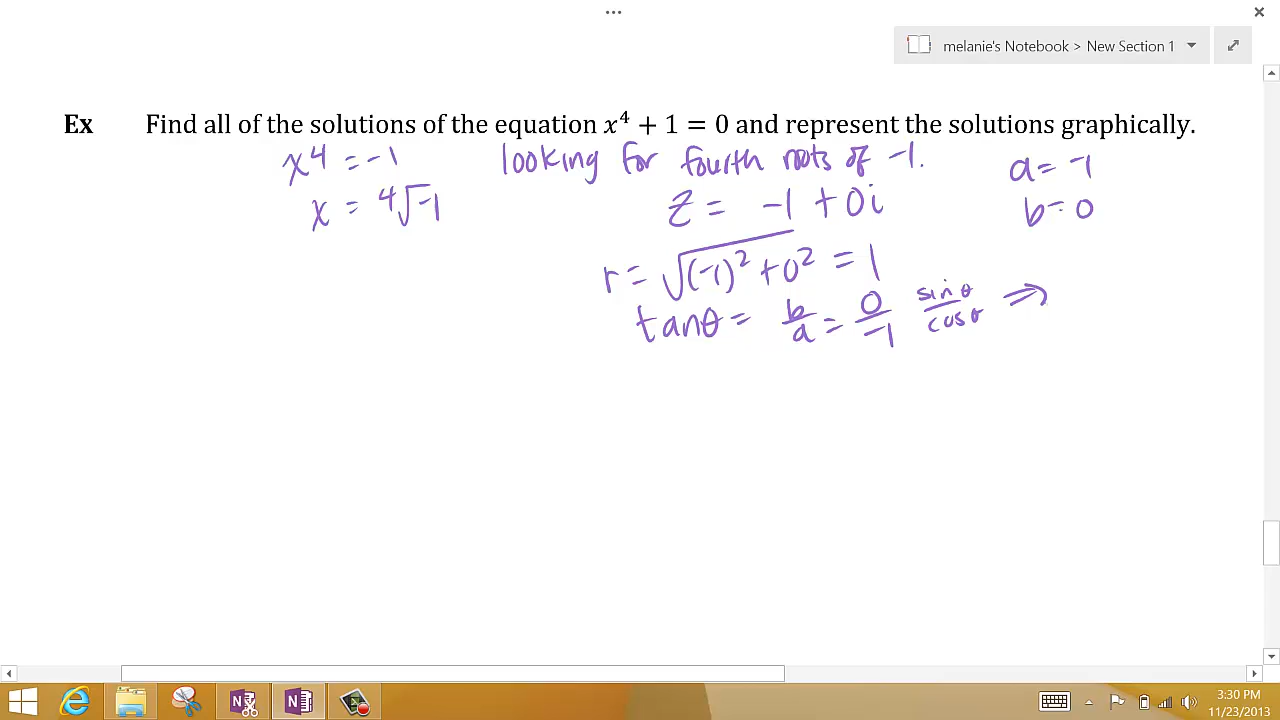 ...
melanie's Notebook > New Section 1
Ex Find all of the solutions of the equation x⁴ + 1 = 0 and represent the solutions graphically.
x⁴ = -1 looking for fourth roots of -1. a = -1
x = ⁴√-1 z = -1 + 0i b = 0
r = √(-1)² + 0² = 1
tanθ = b/a = 0/-1 sinθ/cosθ ⇒
3:30 PM
11/23/2013